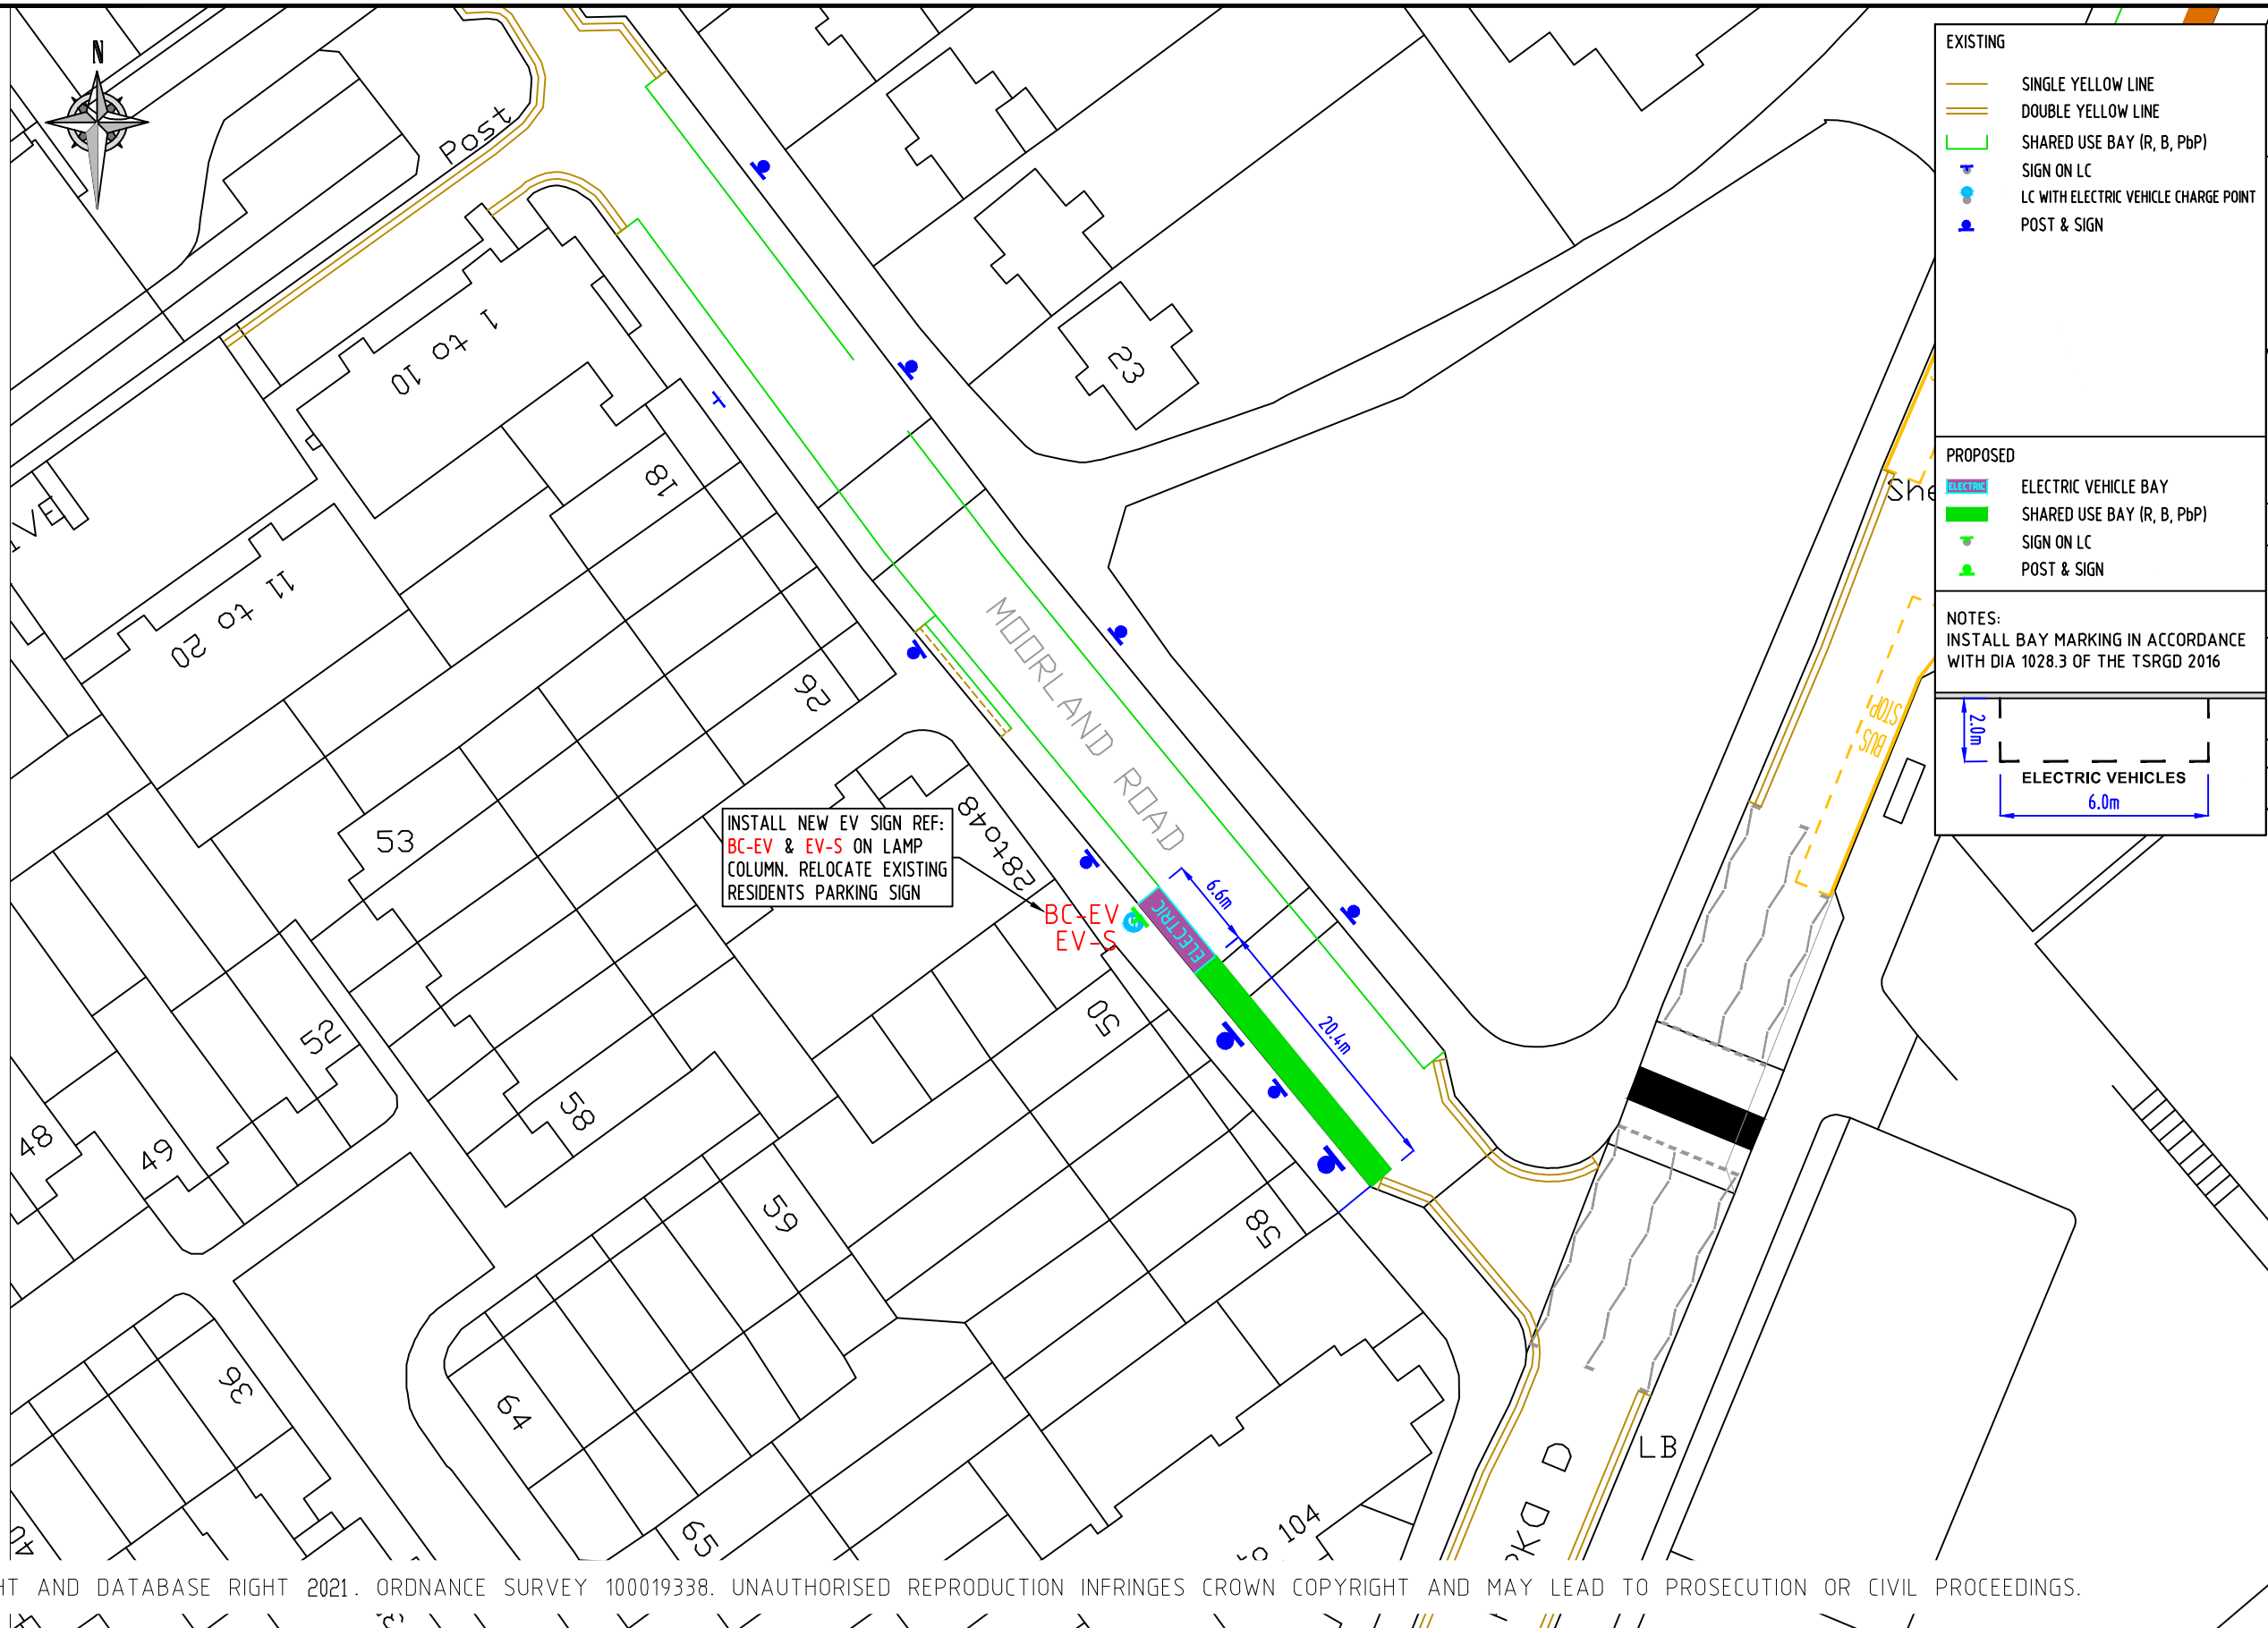 N
Post
1 to 10
18
23
11 to 20
26
MOORLAND ROAD
53
28to48
INSTALL NEW EV SIGN REF:
BC-EV & EV-S ON LAMP
COLUMN. RELOCATE EXISTING
RESIDENTS PARKING SIGN
BC-EV
EV-S
ELECTRIC
6.6m
20.4m
50
52
58
48
49
59
58
36
64
65
104
LB
BUS
STOP
EXISTING
SINGLE YELLOW LINE
DOUBLE YELLOW LINE
SHARED USE BAY (R, B, PbP)
SIGN ON LC
LC WITH ELECTRIC VEHICLE CHARGE POINT
POST & SIGN
PROPOSED
ELECTRIC ELECTRIC VEHICLE BAY
SHARED USE BAY (R, B, PbP)
SIGN ON LC
POST & SIGN
NOTES:
INSTALL BAY MARKING IN ACCORDANCE
WITH DIA 1028.3 OF THE TSRGD 2016
2.0m
ELECTRIC VEHICLES
6.0m
AND DATABASE RIGHT 2021. ORDNANCE SURVEY 100019338. UNAUTHORISED REPRODUCTION INFRINGES CROWN COPYRIGHT AND MAY LEAD TO PROSECUTION OR CIVIL PROCEEDINGS.